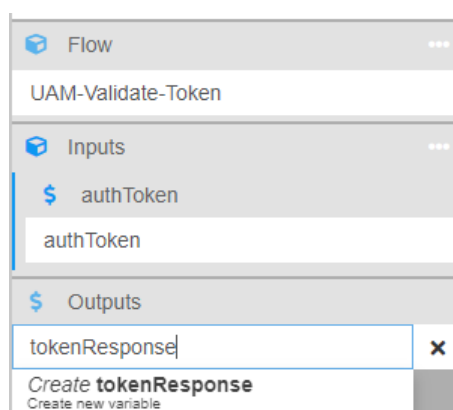 Flow
UAM-Validate-Token
Inputs
$ authToken
authToken
$ Outputs
tokenResponse
Create tokenResponse
Create new variable